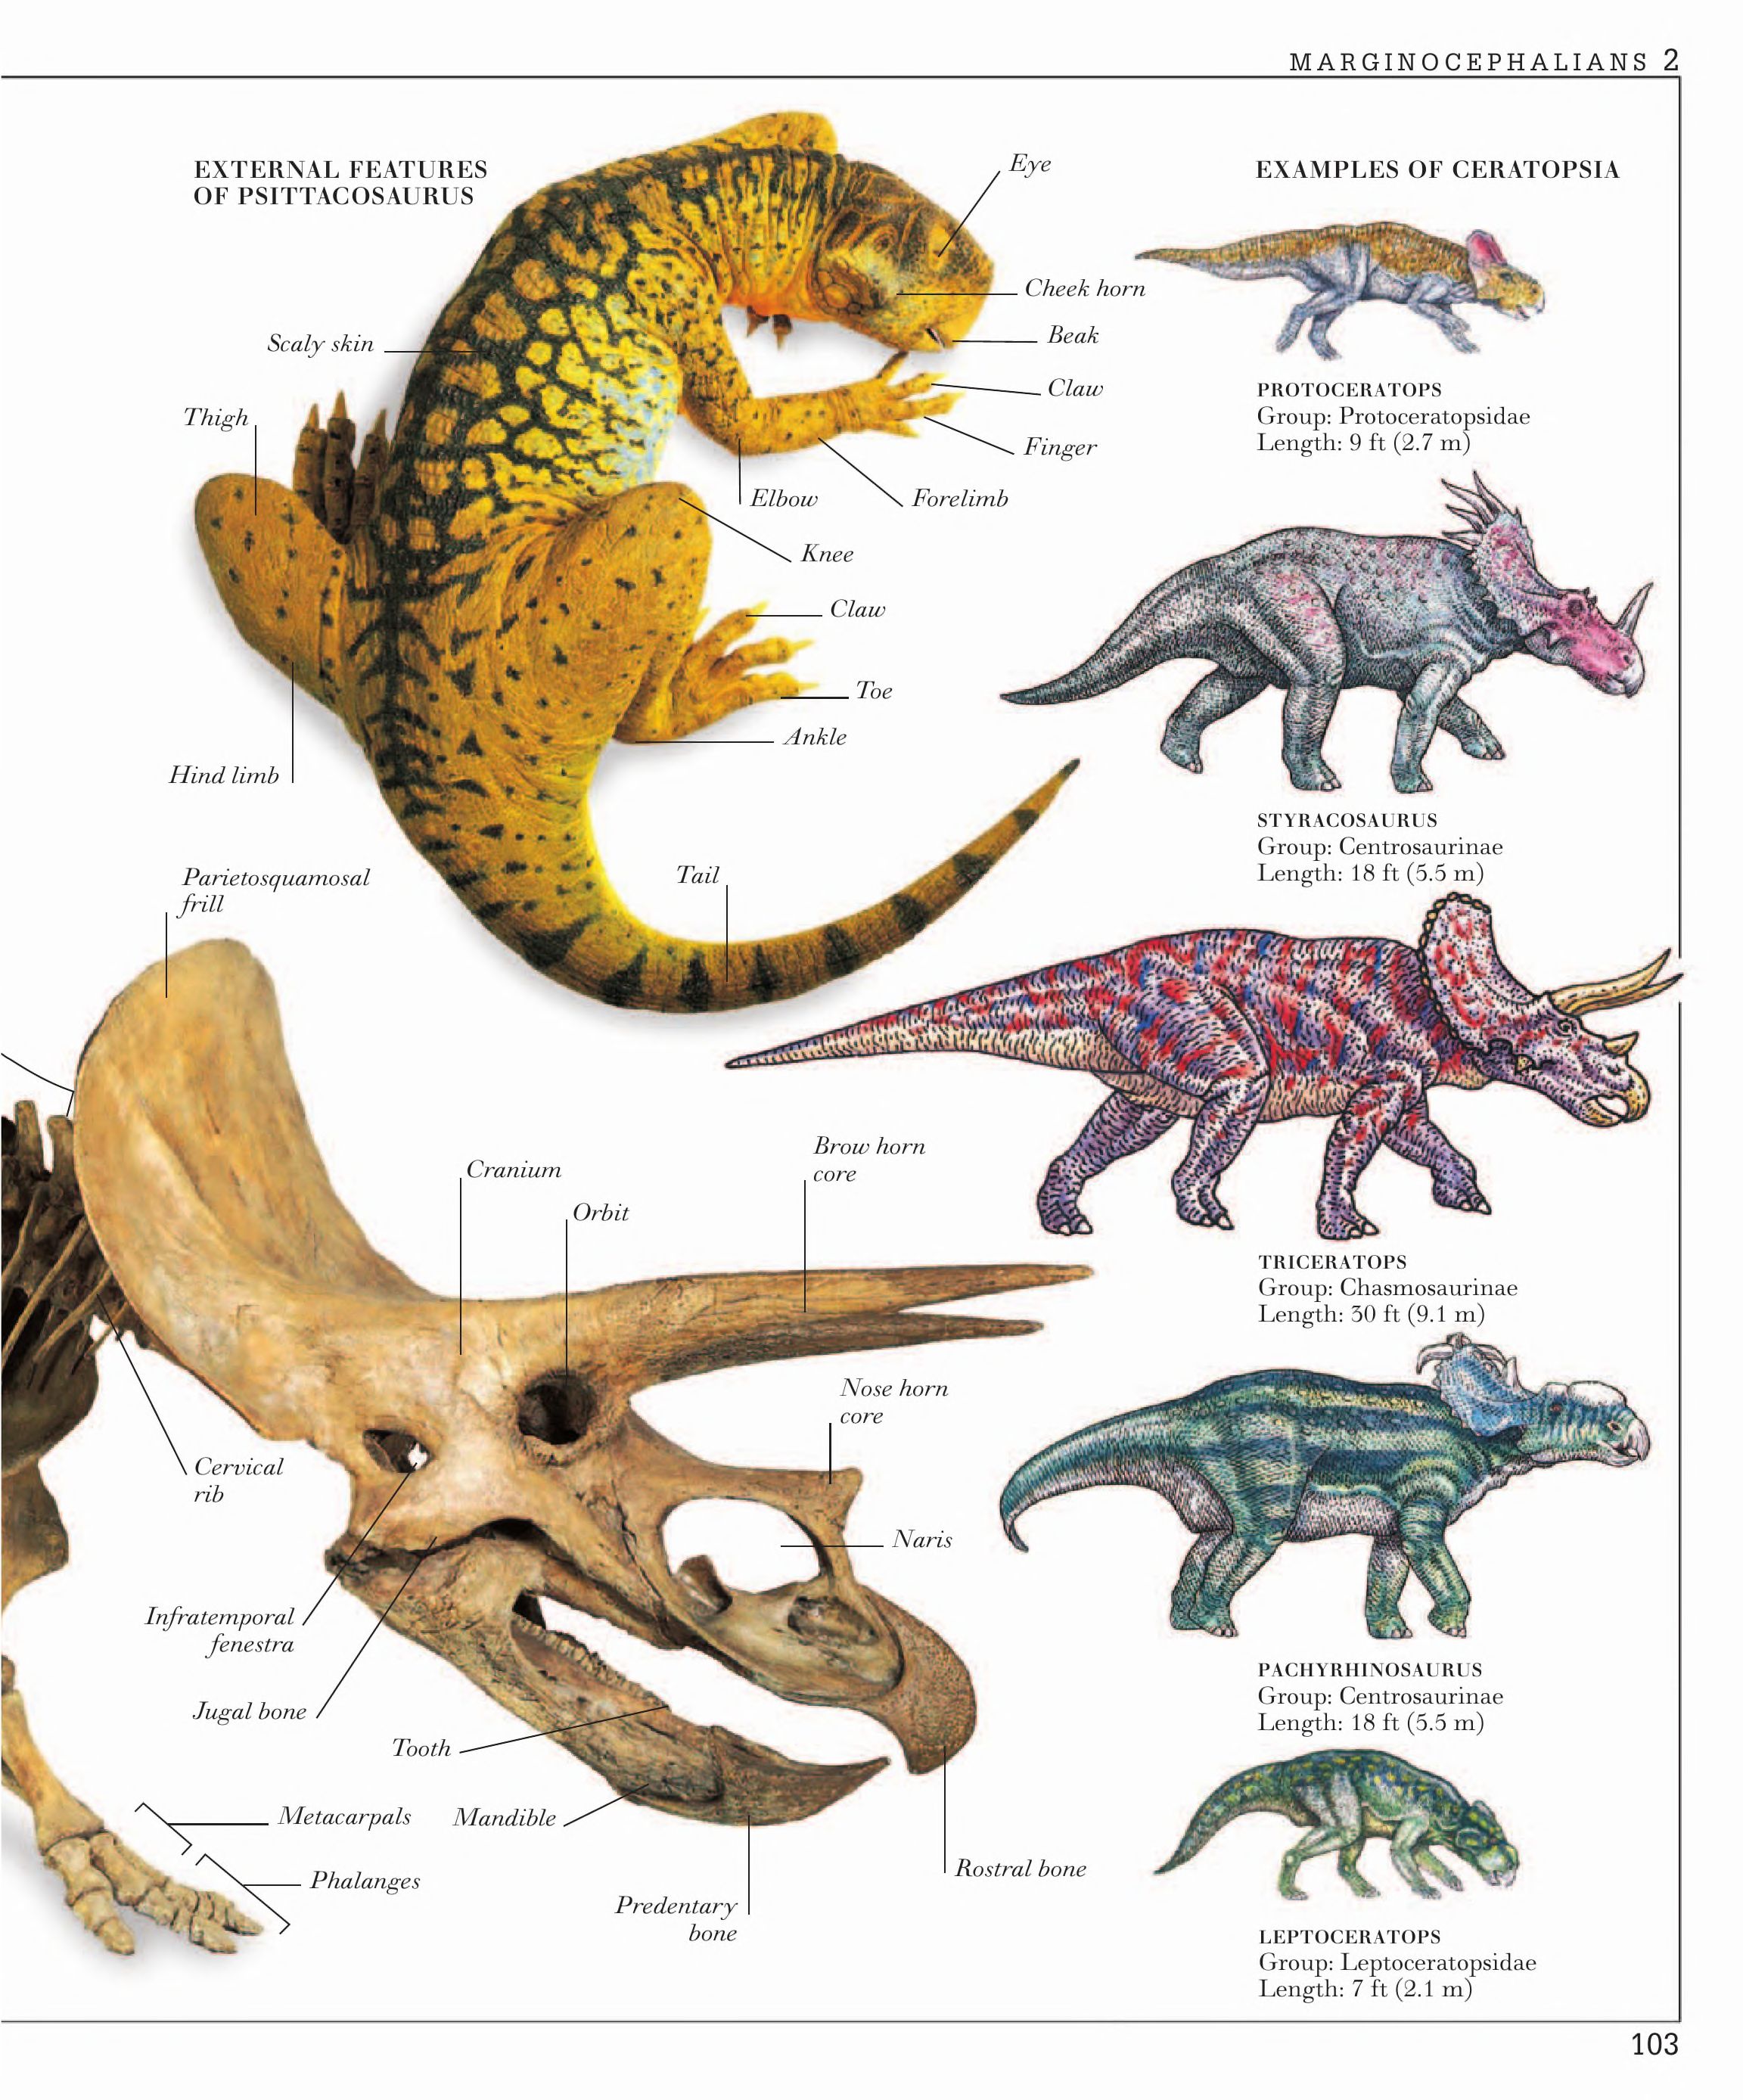 MARGINOCEPHALIANS 2
EXTERNAL FEATURES
OF PSITTACOSAURUS
Eye
Cheek horn
Beak
Scaly skin
Claw
Thigh
Finger
Elbow
Forelimb
Knee
Claw
Toe
Ankle
Hind limb
Tail
Parietosquamosal
frill
Cranium
Orbit
Brow horn
core
Nose horn
core
Cervical
rib
Naris
Infratemporal
fenestra
Jugal bone
Tooth
Metacarpals
Mandible
Phalanges
Predentary
bone
Rostral bone
EXAMPLES OF CERATOPSIA
PROTOCERATOPS
Group: Protoceratopsidae
Length: 9 ft (2.7 m)
STYRACOSAURUS
Group: Centrosaurinae
Length: 18 ft (5.5 m)
TRICERATOPS
Group: Chasmosaurinae
Length: 30 ft (9.1 m)
PACHYRHINOSAURUS
Group: Centrosaurinae
Length: 18 ft (5.5 m)
LEPTOCERATOPS
Group: Leptoceratopsidae
Length: 7 ft (2.1 m)
103